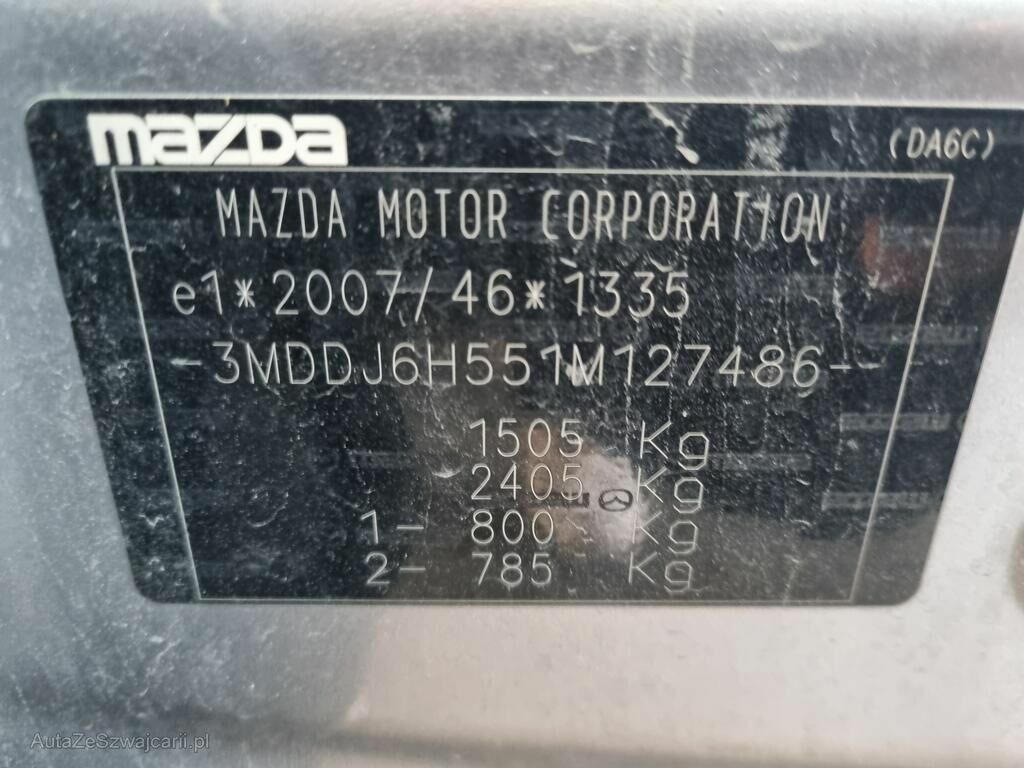 mazda
(DA6C)
MAZDA MOTOR CORPORATION
e1*2007/46*1335
-3MDDJ6H551M127486-
1505 Kg
2405 Kg
1- 800 Kg
2- 785 Kg
AutaZeSzwajcarii.pl